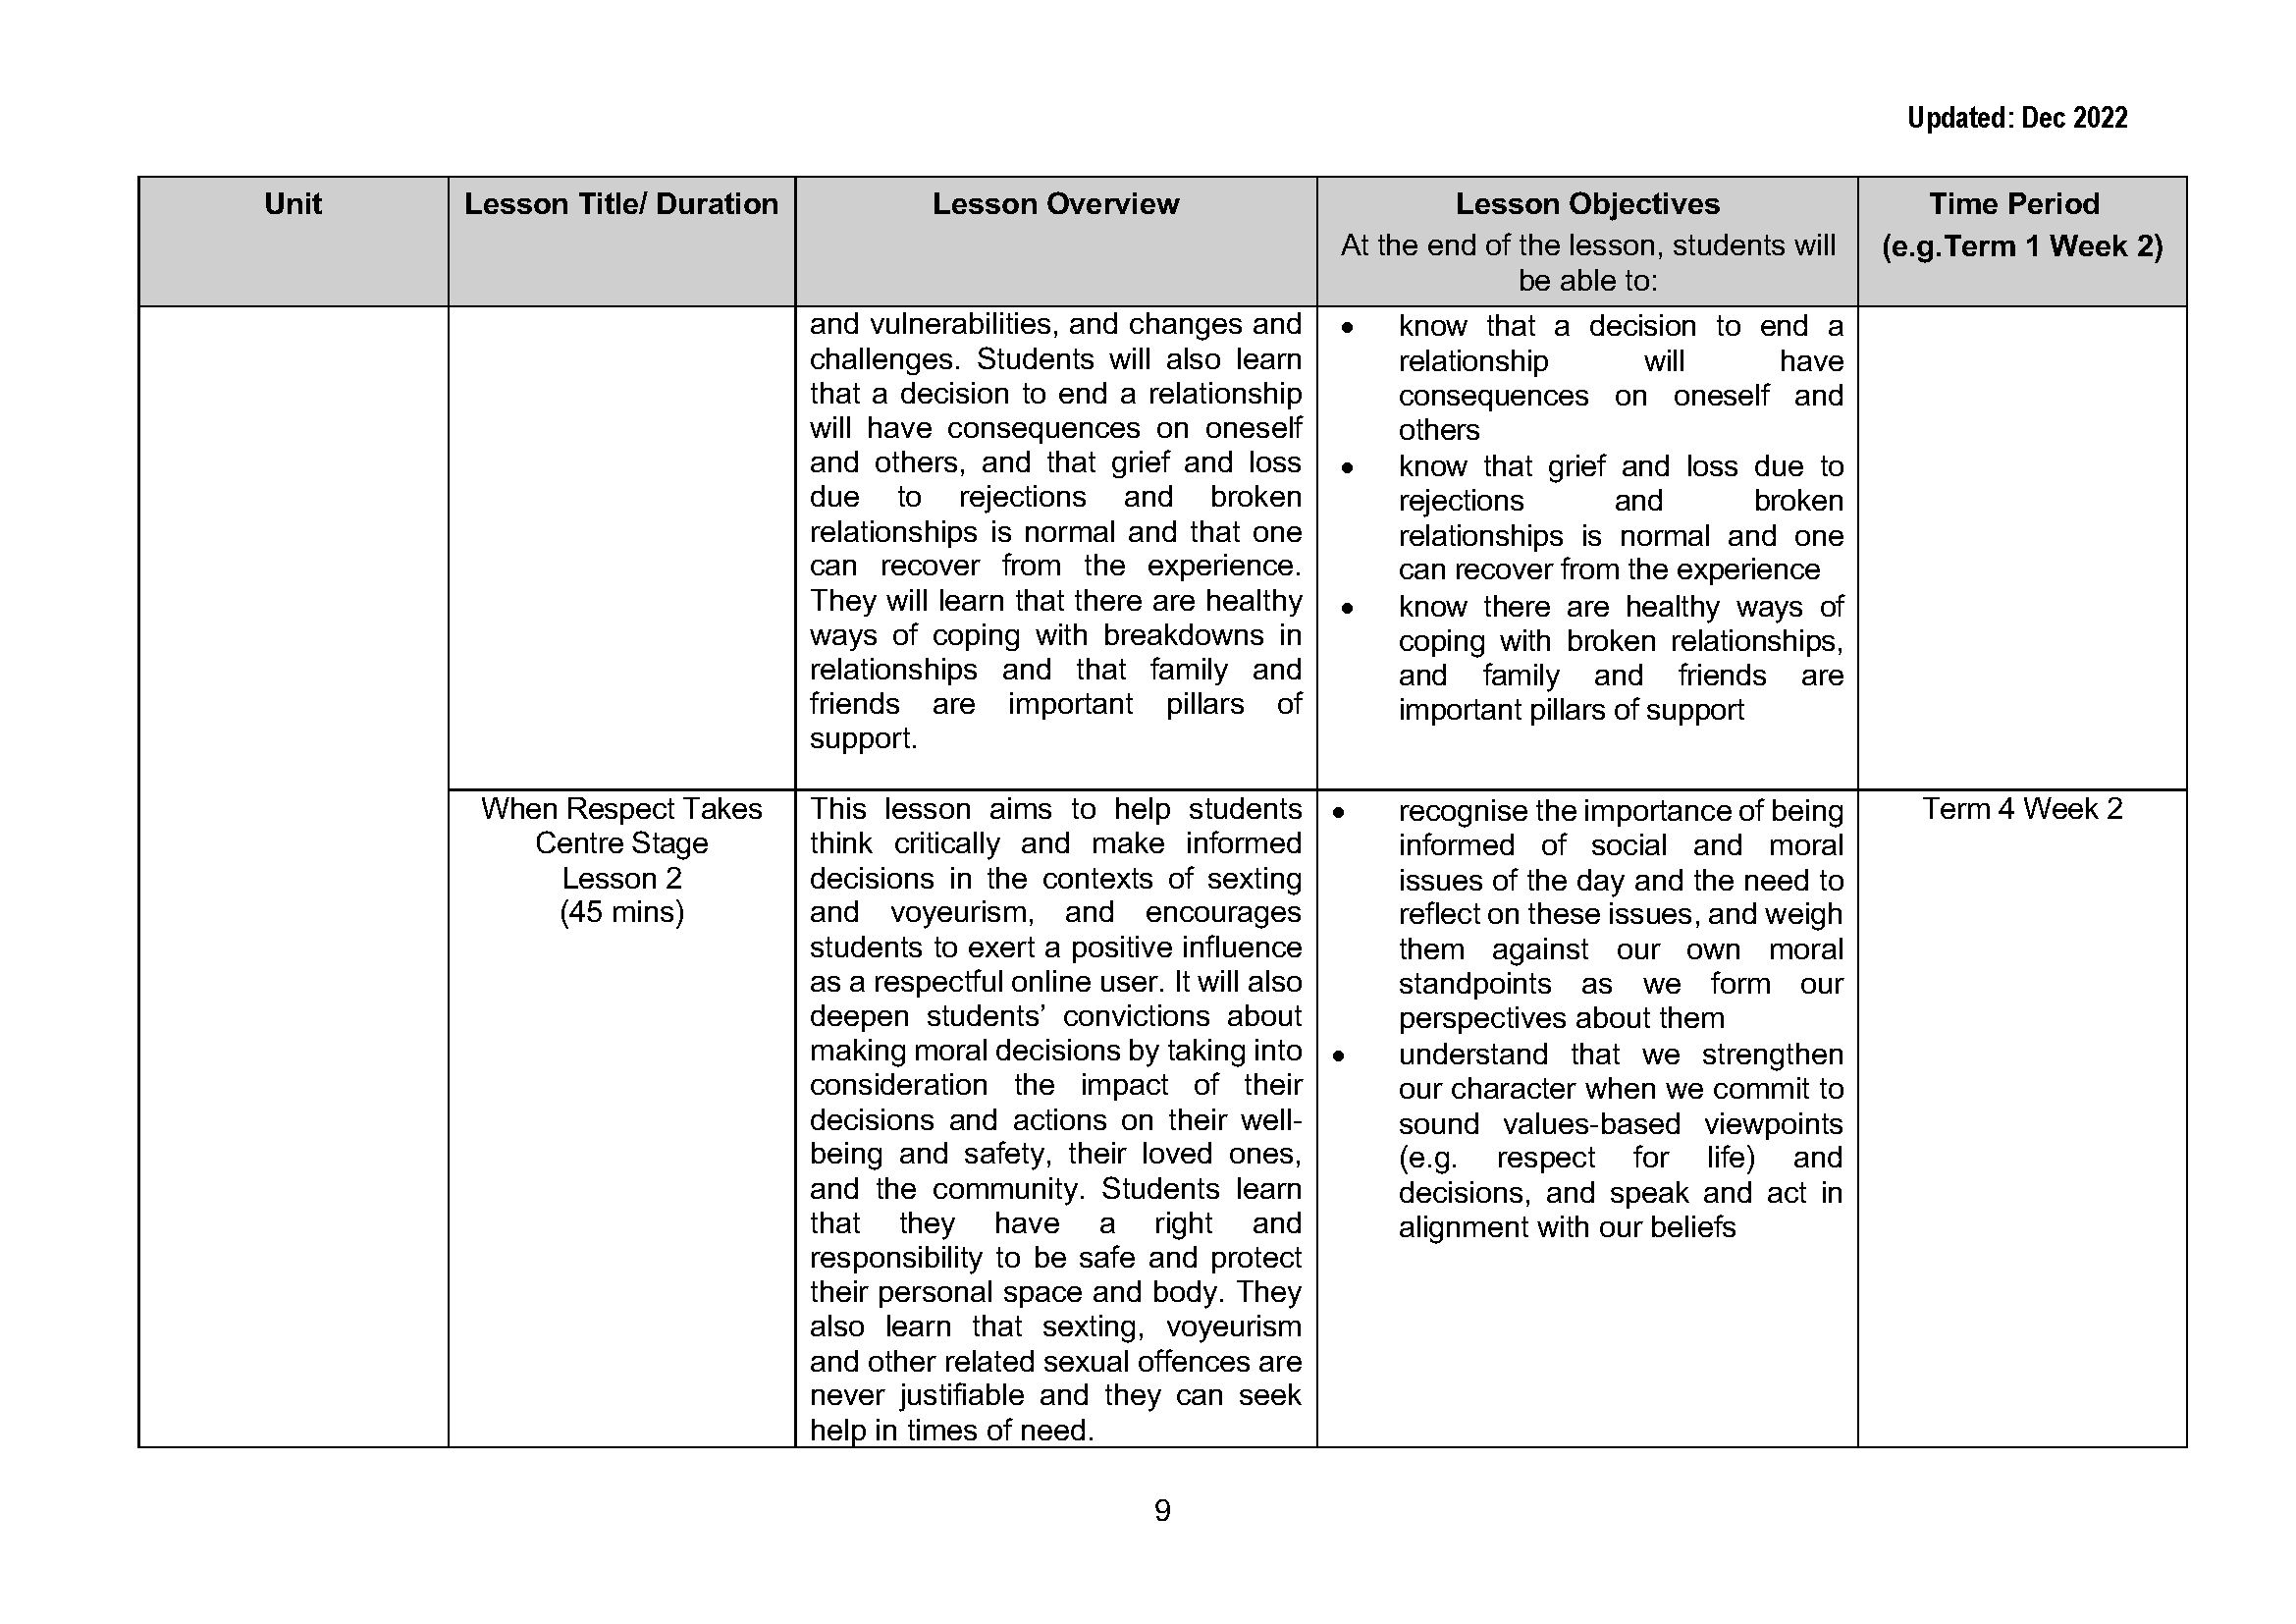 Updated: Dec 2022
Unit
Lesson Title/ Duration
Lesson Overview
Lesson Objectives
At the end of the lesson, students will
be able to:
Time Period
(e.g.Term 1 Week 2)
and vulnerabilities, and changes and
challenges. Students will also learn
that a decision to end a relationship
will have consequences on oneself
and others, and that grief and loss
due to rejections and broken
relationships is normal and that one
can recover from the experience.
They will learn that there are healthy
ways of coping with breakdowns in
relationships and that family and
friends are important pillars of
support.
• know that a decision to end a
relationship will have
consequences on oneself and
others
• know that grief and loss due to
rejections and broken
relationships is normal and one
can recover from the experience
• know there are healthy ways of
coping with broken relationships,
and family and friends are
important pillars of support
When Respect Takes
Centre Stage
Lesson 2
(45 mins)
This lesson aims to help students
think critically and make informed
decisions in the contexts of sexting
and voyeurism, and encourages
students to exert a positive influence
as a respectful online user. It will also
deepen students’ convictions about
making moral decisions by taking into
consideration the impact of their
decisions and actions on their well-
being and safety, their loved ones,
and the community. Students learn
that they have a right and
responsibility to be safe and protect
their personal space and body. They
also learn that sexting, voyeurism
and other related sexual offences are
never justifiable and they can seek
help in times of need.
• recognise the importance of being
informed of social and moral
issues of the day and the need to
reflect on these issues, and weigh
them against our own moral
standpoints as we form our
perspectives about them
• understand that we strengthen
our character when we commit to
sound values-based viewpoints
(e.g. respect for life) and
decisions, and speak and act in
alignment with our beliefs
Term 4 Week 2
9